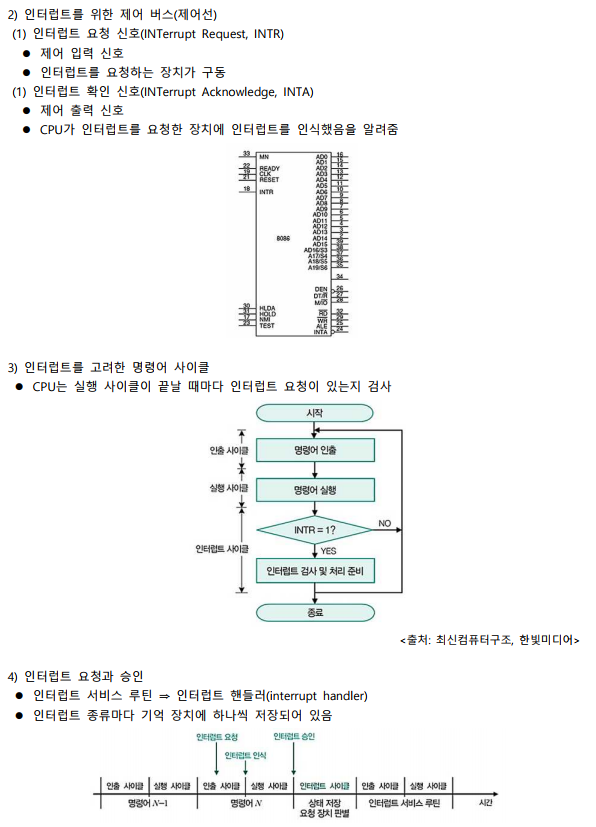 2) 인터럽트를 위한 제어 버스(제어선)
(1) 인터럽트 요청 신호(INTerrupt Request, INTR)
● 제어 입력 신호
● 인터럽트를 요청하는 장치가 구동
(1) 인터럽트 확인 신호(INTerrupt Acknowledge, INTA)
● 제어 출력 신호
● CPU가 인터럽트를 요청한 장치에 인터럽트를 인식했음을 알려줌
33 MN AD0 16
AD1 15
22 READY AD2 14
19 CLK AD3 13
21 RESET AD4 12
AD5 11
18 INTR AD6 10
AD7 9
AD8 8
AD9 7
AD10 6
AD11 5
AD12 4
AD13 3
8086 AD14 2
AD15 39
AD16/S3 38
A17/S4 37
A18/S5 36
A19/S6 35
34
DEN 26
DT/R 27
M/IO 28
30 HLDA RD 32
31 HOLD WR 29
17 NMI ALE 25
23 TEST INTA 24
3) 인터럽트를 고려한 명령어 사이클
● CPU는 실행 사이클이 끝날 때마다 인터럽트 요청이 있는지 검사
시작
인출 사이클 명령어 인출
실행 사이클 명령어 실행
INTR = 1? NO
인터럽트 사이클 YES
인터럽트 검사 및 처리 준비
종료
<출처: 최신컴퓨터구조, 한빛미디어>
4) 인터럽트 요청과 승인
● 인터럽트 서비스 루틴 ⇒ 인터럽트 핸들러(interrupt handler)
● 인터럽트 종류마다 기억 장치에 하나씩 저장되어 있음
인터럽트 요청 인터럽트 승인
인터럽트 인식
인출 사이클 실행 사이클 인출 사이클 실행 사이클 인터럽트 사이클 인출 사이클 실행 사이클
명령어 N-1 명령어 N 상태 저장 인터럽트 서비스 루틴 시간
요청 장치 판별